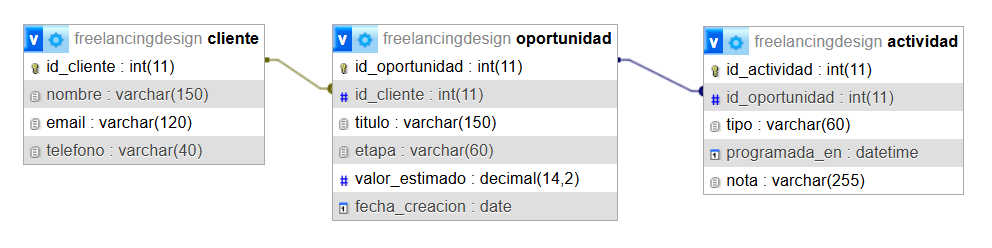 v freelancingdesign cliente
id_cliente : int(11)
nombre : varchar(150)
email : varchar(120)
telefono : varchar(40)
v freelancingdesign oportunidad
id_oportunidad : int(11)
# id_cliente : int(11)
titulo : varchar(150)
etapa : varchar(60)
# valor_estimado : decimal(14,2)
1 fecha_creacion : date
v freelancingdesign actividad
id_actividad : int(11)
# id_oportunidad : int(11)
tipo : varchar(60)
1 programada_en : datetime
nota : varchar(255)